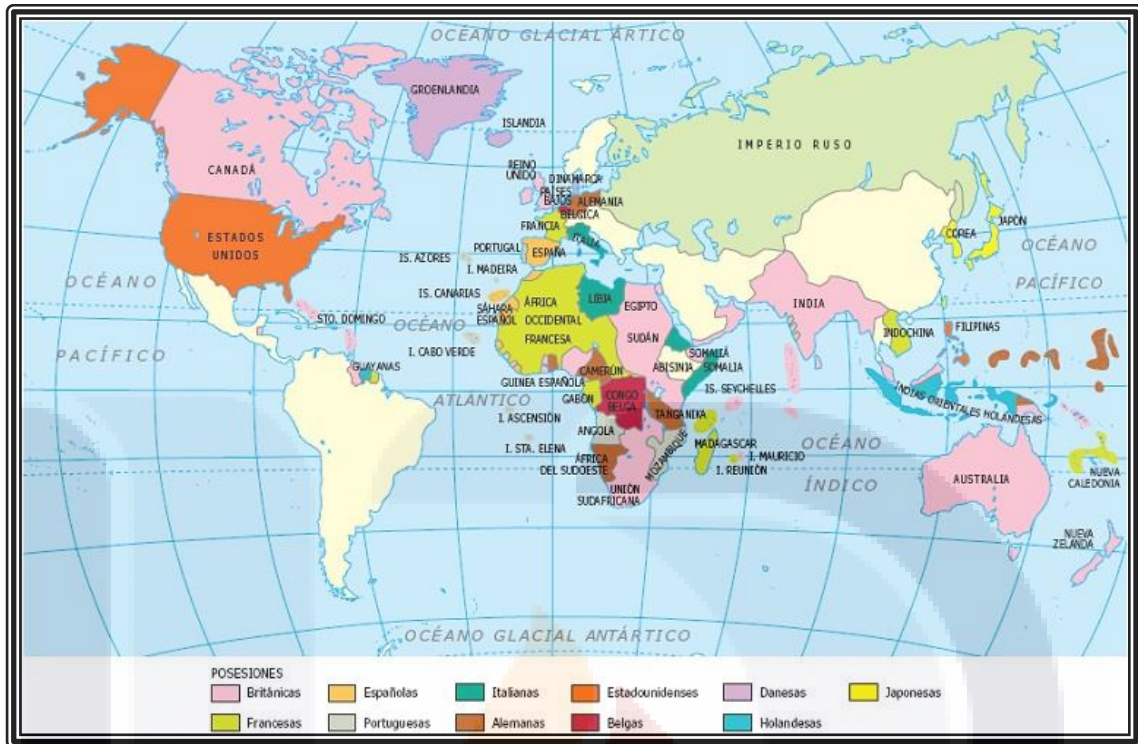 OCÉANO GLACIAL ÁRTICO
GROENLANDIA
ISLANDIA
IMPERIO RUSO
CANADÁ
REINO
UNIDO
DINAMARCA
PAÍSES
BAJOS
ALEMANIA
BÉLGICA
FRANCIA
ITALIA
ESTADOS
UNIDOS
PORTUGAL
ESPAÑA
IS. AZORES
I. MADEIRA
COREA
JAPÓN
OCÉANO
PACÍFICO
OCÉANO
PACÍFICO
IS. CANARIAS
SÁHARA
ESPAÑOL
ÁFRICA
OCCIDENTAL
FRANCESA
LIBIA
EGIPTO
INDIA
STO. DOMINGO
OCÉANO
ATLÁNTICO
SUDÁN
INDOCHINA
FILIPINAS
I. CABO VERDE
GUAYANAS
CAMERÚN
ABISINIA
SOMALIA
SOMALIA
GUINEA ESPAÑOLA
GABÓN
CONGO
BELGA
IS. SEYCHELLES
INDIAS ORIENTALES HOLANDESAS
I. ASCENSIÓN
ANGOLA
TANGANIKA
I. STA. ELENA
ÁFRICA
DEL SUDOESTE
MOZAMBIQUE
MADAGASCAR
I. MAURICIO
I. REUNIÓN
OCÉANO
ÍNDICO
UNIÓN
SUDAFRICANA
AUSTRALIA
NUEVA
CALEDONIA
NUEVA
ZELANDA
OCÉANO GLACIAL ANTÁRTICO
POSESIONES
Británicas
Españolas
Italianas
Estadounidenses
Danesas
Japonesas
Francesas
Portuguesas
Alemanas
Belgas
Holandesas